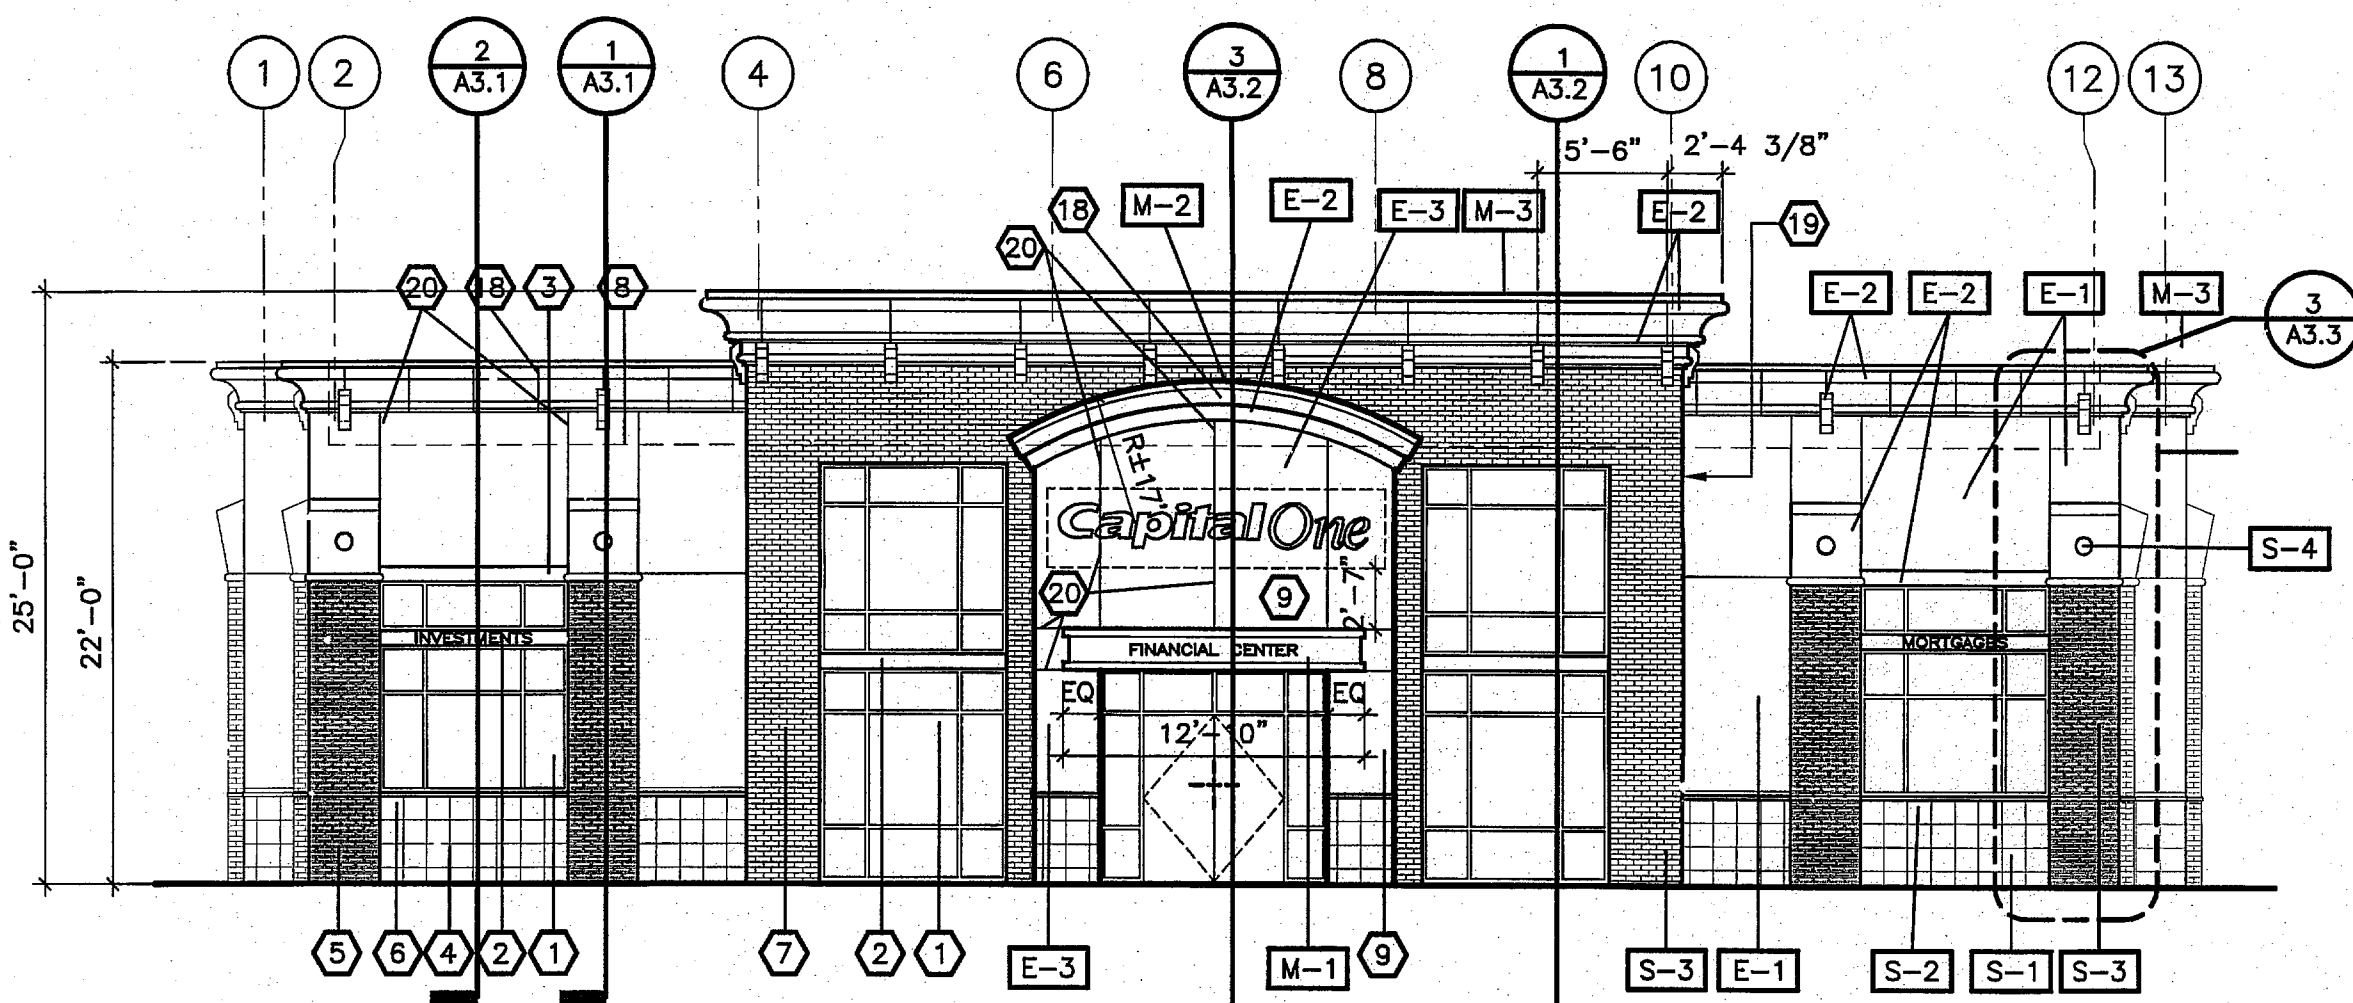 1
2
2
A3.1
1
A3.1
4
6
3
A3.2
8
1
A3.2
10
12
13
5'-6"
2'-4 3/8"
18
M-2
E-2
E-3
M-3
E-2
19
20
20
18
3
8
E-2
E-2
E-1
M-3
3
A3.3
25'-0"
22'-0"
R±17'
Capital One
S-4
20
9
2'-7"
INVESTMENTS
FINANCIAL CENTER
MORTGAGES
EQ
EQ
12'-10"
5
6
4
2
1
7
2
1
E-3
M-1
9
S-3
E-1
S-2
S-1
S-3